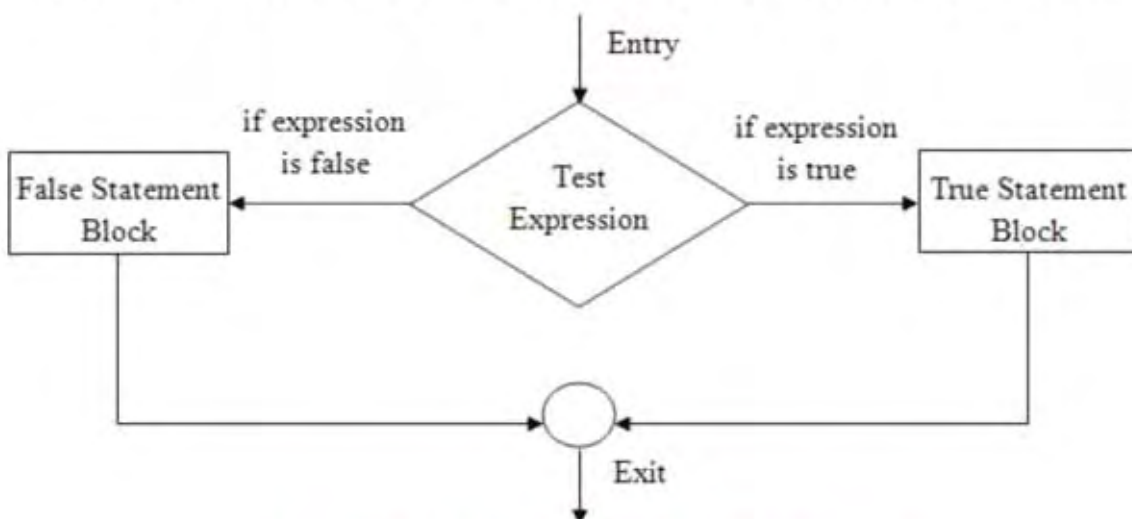 Entry
if expression
is false
if expression
is true
False Statement
Block
Test
Expression
True Statement
Block
Exit